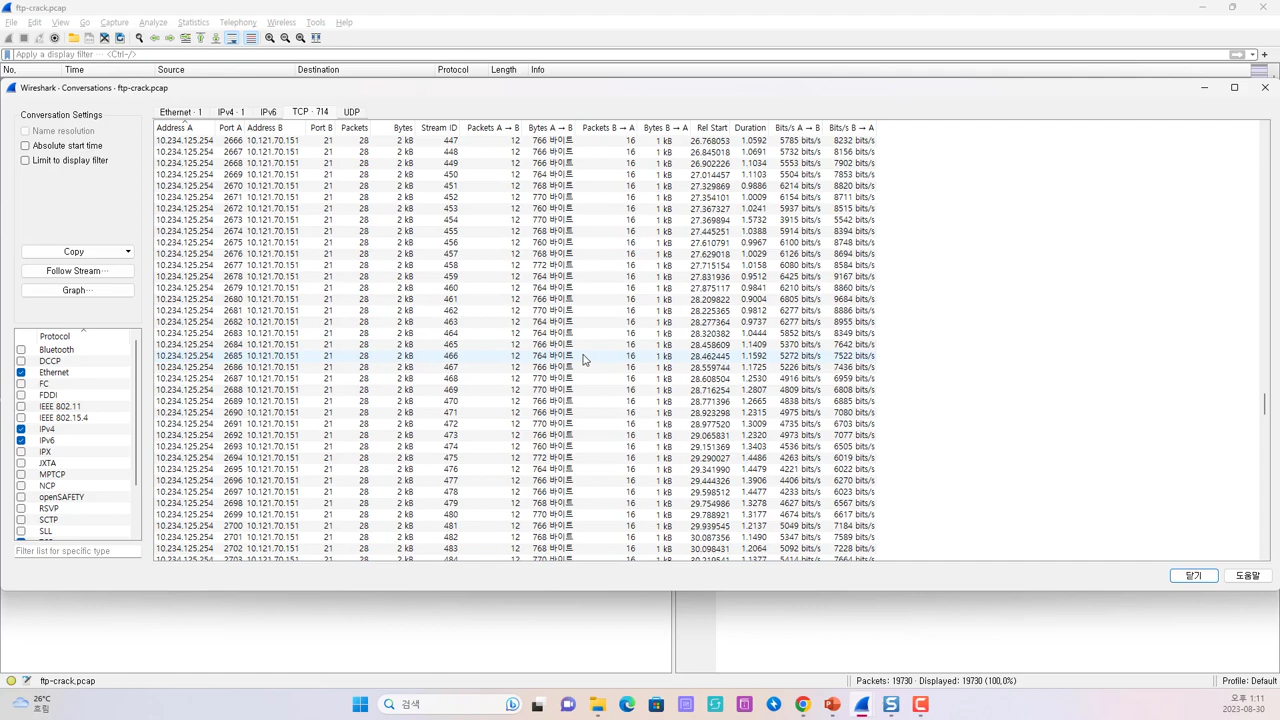 ftp-crack.pcap
File Edit View Go Capture Analyze Statistics Telephony Wireless Tools Help
Apply a display filter ··· <Ctrl-/>
No. Time Source Destination Protocol Length Info
Wireshark · Conversations · ftp-crack.pcap
Conversation Settings
Name resolution
Absolute start time
Limit to display filter
Copy
Follow Stream···
Graph···
Protocol
Bluetooth
DCCP
Ethernet
FC
FDDI
IEEE 802.11
IEEE 802.15.4
IPv4
IPv6
IPX
JXTA
MPTCP
NCP
openSAFETY
RSVP
SCTP
SLL
Filter list for specific type
Ethernet · 1 IPv4 · 1 IPv6 TCP · 714 UDP
Address A Port A Address B Port B Packets Bytes Stream ID Packets A → B Bytes A → B Packets B → A Bytes B → A Rel Start Duration Bits/s A → B Bits/s B → A
10.234.125.254 2666 10.121.70.151 21 28 2 kB 447 12 766 바이트 16 1 kB 26.768053 1.0592 5785 bits/s 8232 bits/s
10.234.125.254 2667 10.121.70.151 21 28 2 kB 448 12 766 바이트 16 1 kB 26.845010 1.0691 5732 bits/s 8156 bits/s
10.234.125.254 2668 10.121.70.151 21 28 2 kB 449 12 766 바이트 16 1 kB 26.902226 1.1034 5553 bits/s 7902 bits/s
10.234.125.254 2669 10.121.70.151 21 28 2 kB 450 12 764 바이트 16 1 kB 27.014457 1.1103 5504 bits/s 7853 bits/s
10.234.125.254 2670 10.121.70.151 21 28 2 kB 451 12 768 바이트 16 1 kB 27.329869 0.9886 6214 bits/s 8820 bits/s
10.234.125.254 2671 10.121.70.151 21 28 2 kB 452 12 770 바이트 16 1 kB 27.354101 1.0009 6154 bits/s 8711 bits/s
10.234.125.254 2672 10.121.70.151 21 28 2 kB 453 12 760 바이트 16 1 kB 27.367327 1.0241 5937 bits/s 8515 bits/s
10.234.125.254 2673 10.121.70.151 21 28 2 kB 454 12 770 바이트 16 1 kB 27.369894 1.5732 3915 bits/s 5542 bits/s
10.234.125.254 2674 10.121.70.151 21 28 2 kB 455 12 768 바이트 16 1 kB 27.445251 1.0388 5914 bits/s 8394 bits/s
10.234.125.254 2675 10.121.70.151 21 28 2 kB 456 12 760 바이트 16 1 kB 27.610791 0.9967 6100 bits/s 8748 bits/s
10.234.125.254 2676 10.121.70.151 21 28 2 kB 457 12 768 바이트 16 1 kB 27.629018 1.0029 6126 bits/s 8694 bits/s
10.234.125.254 2677 10.121.70.151 21 28 2 kB 458 12 772 바이트 16 1 kB 27.715154 1.0158 6080 bits/s 8583 bits/s
10.234.125.254 2678 10.121.70.151 21 28 2 kB 459 12 764 바이트 16 1 kB 27.831936 0.9512 6425 bits/s 9167 bits/s
10.234.125.254 2679 10.121.70.151 21 28 2 kB 460 12 764 바이트 16 1 kB 27.875117 0.9841 6210 bits/s 8860 bits/s
10.234.125.254 2680 10.121.70.151 21 28 2 kB 461 12 766 바이트 16 1 kB 28.209822 0.9004 6805 bits/s 9684 bits/s
10.234.125.254 2681 10.121.70.151 21 28 2 kB 462 12 770 바이트 16 1 kB 28.225365 0.9812 6277 bits/s 8886 bits/s
10.234.125.254 2682 10.121.70.151 21 28 2 kB 463 12 764 바이트 16 1 kB 28.277364 0.9737 6277 bits/s 8955 bits/s
10.234.125.254 2683 10.121.70.151 21 28 2 kB 464 12 764 바이트 16 1 kB 28.320382 1.0444 5852 bits/s 8349 bits/s
10.234.125.254 2684 10.121.70.151 21 28 2 kB 465 12 766 바이트 16 1 kB 28.458609 1.1409 5370 bits/s 7642 bits/s
10.234.125.254 2685 10.121.70.151 21 28 2 kB 466 12 764 바이트 16 1 kB 28.462445 1.1592 5272 bits/s 7522 bits/s
10.234.125.254 2686 10.121.70.151 21 28 2 kB 467 12 766 바이트 16 1 kB 28.559744 1.1725 5226 bits/s 7436 bits/s
10.234.125.254 2687 10.121.70.151 21 28 2 kB 468 12 770 바이트 16 1 kB 28.608504 1.2530 4916 bits/s 6959 bits/s
10.234.125.254 2688 10.121.70.151 21 28 2 kB 469 12 770 바이트 16 1 kB 28.716254 1.2807 4809 bits/s 6808 bits/s
10.234.125.254 2689 10.121.70.151 21 28 2 kB 470 12 766 바이트 16 1 kB 28.771396 1.2665 4838 bits/s 6885 bits/s
10.234.125.254 2690 10.121.70.151 21 28 2 kB 471 12 766 바이트 16 1 kB 28.923298 1.2315 4975 bits/s 7080 bits/s
10.234.125.254 2691 10.121.70.151 21 28 2 kB 472 12 770 바이트 16 1 kB 28.977520 1.3009 4735 bits/s 6703 bits/s
10.234.125.254 2692 10.121.70.151 21 28 2 kB 473 12 766 바이트 16 1 kB 29.065831 1.2320 4973 bits/s 7077 bits/s
10.234.125.254 2693 10.121.70.151 21 28 2 kB 474 12 760 바이트 16 1 kB 29.151369 1.3403 4536 bits/s 6505 bits/s
10.234.125.254 2694 10.121.70.151 21 28 2 kB 475 12 772 바이트 16 1 kB 29.290027 1.4486 4263 bits/s 6019 bits/s
10.234.125.254 2695 10.121.70.151 21 28 2 kB 476 12 764 바이트 16 1 kB 29.341990 1.4479 4221 bits/s 6022 bits/s
10.234.125.254 2696 10.121.70.151 21 28 2 kB 477 12 766 바이트 16 1 kB 29.444326 1.3906 4406 bits/s 6270 bits/s
10.234.125.254 2697 10.121.70.151 21 28 2 kB 478 12 766 바이트 16 1 kB 29.598512 1.4477 4233 bits/s 6023 bits/s
10.234.125.254 2698 10.121.70.151 21 28 2 kB 479 12 768 바이트 16 1 kB 29.754986 1.3278 4627 bits/s 6567 bits/s
10.234.125.254 2699 10.121.70.151 21 28 2 kB 480 12 770 바이트 16 1 kB 29.788921 1.3167 4674 bits/s 6617 bits/s
10.234.125.254 2700 10.121.70.151 21 28 2 kB 481 12 766 바이트 16 1 kB 29.939545 1.2137 5049 bits/s 7184 bits/s
10.234.125.254 2701 10.121.70.151 21 28 2 kB 482 12 768 바이트 16 1 kB 30.087356 1.1490 5347 bits/s 7589 bits/s
10.234.125.254 2702 10.121.70.151 21 28 2 kB 483 12 768 바이트 16 1 kB 30.098431 1.2064 5092 bits/s 7228 bits/s
10.234.125.254 2703 10.121.70.151 21 28 2 kB 484 12 770 바이트 16 1 kB 30.219541 1.1377 5414 bits/s 7664 bits/s
닫기 도움말
ftp-crack.pcap
Packets: 19730 · Displayed: 19730 (100.0%)
Profile: Default
26°C
흐림
검색
오후 1:11
2023-08-30